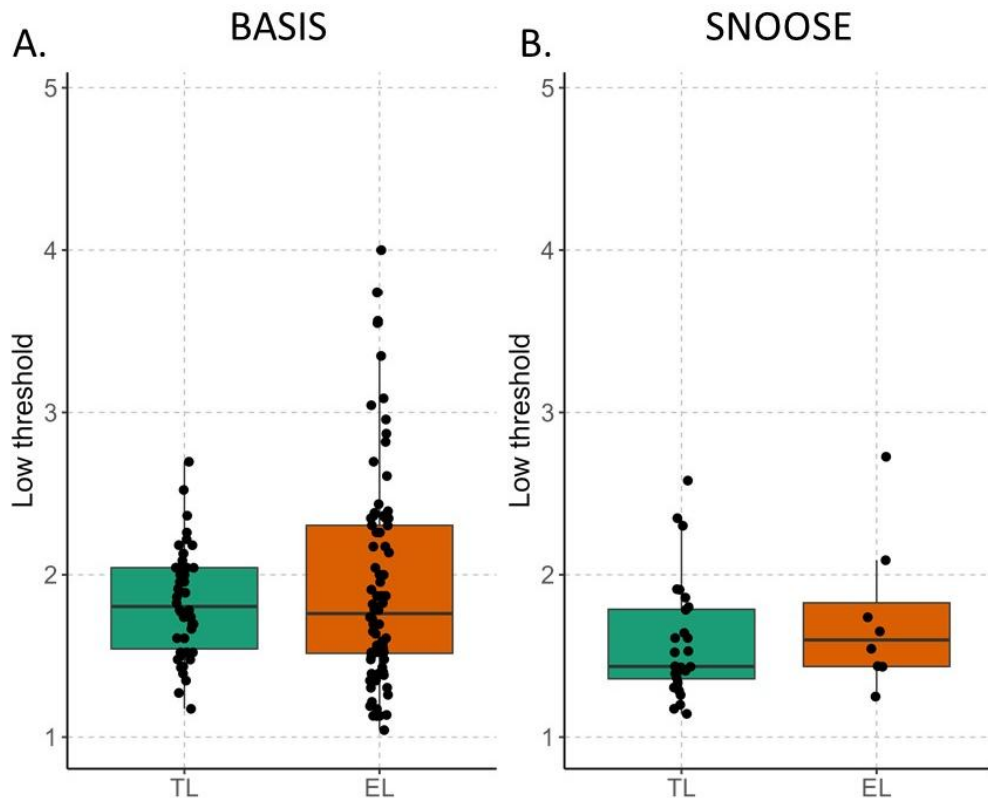 A.
BASIS
5
4
3
2
1
Low threshold
TL
EL
B.
SNOOSE
5
4
3
2
1
Low threshold
TL
EL